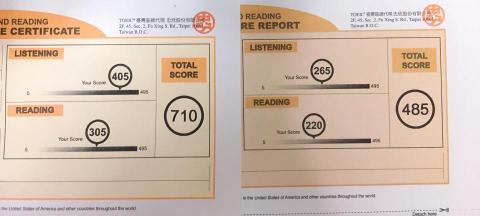 ND READING
RE CERTIFICATE
TOEIC® 臺灣區總代理 忠欣股份有限
2F, 45, Sec. 2, Fu Xing S. Rd., Taipei
Taiwan R.O.C.
LISTENING
Your Score
405
5
495
READING
Your Score
305
5
495
TOTAL
SCORE
710
e the United States of America and other countries throughout the world
ND READING
RE REPORT
TOEIC® 臺灣區總代理 忠欣股份有限
2F, 45, Sec. 2, Fu Xing S. Rd., Taipei
Taiwan R.O.C.
LISTENING
Your Score
265
5
495
READING
Your Score
220
5
495
TOTAL
SCORE
485
e the United States of America and other countries throughout the world
Detach here